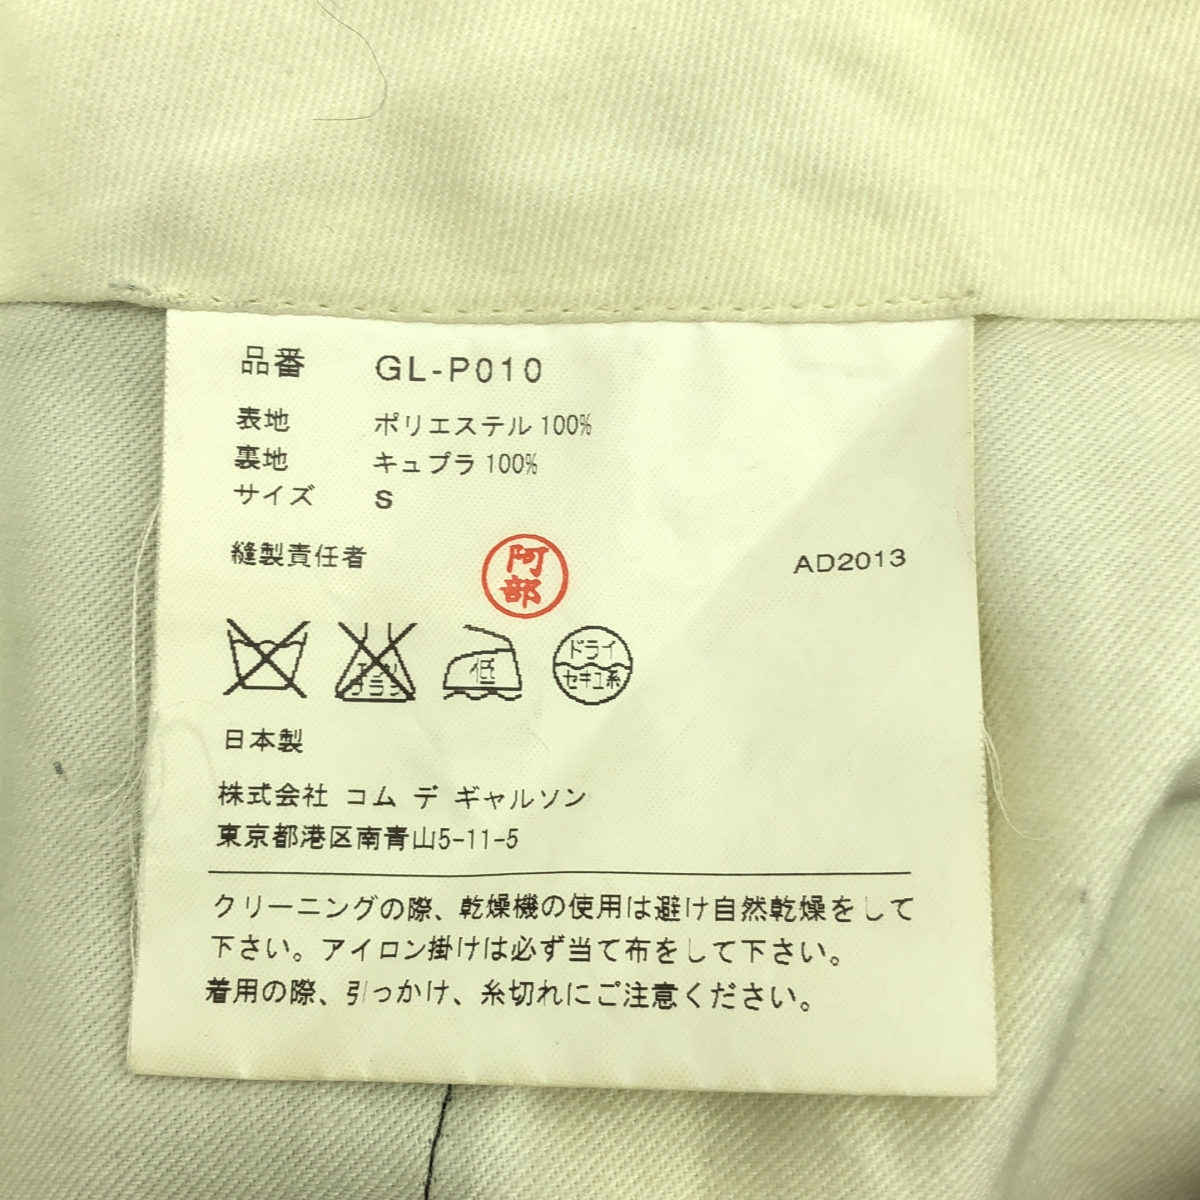 品番 GL-P010
表地 ポリエステル 100%
裏地 キュプラ 100%
サイズ S
縫製責任者 阿部 AD2013
エンソ
サラシ
低
ドライ
セキユ系
日本製
株式会社 コム デ ギャルソン
東京都港区南青山5-11-5
クリーニングの際、乾燥機の使用は避け自然乾燥をして
下さい。アイロン掛けは必ず当て布をして下さい。
着用の際、引っかけ、糸切れにご注意ください。